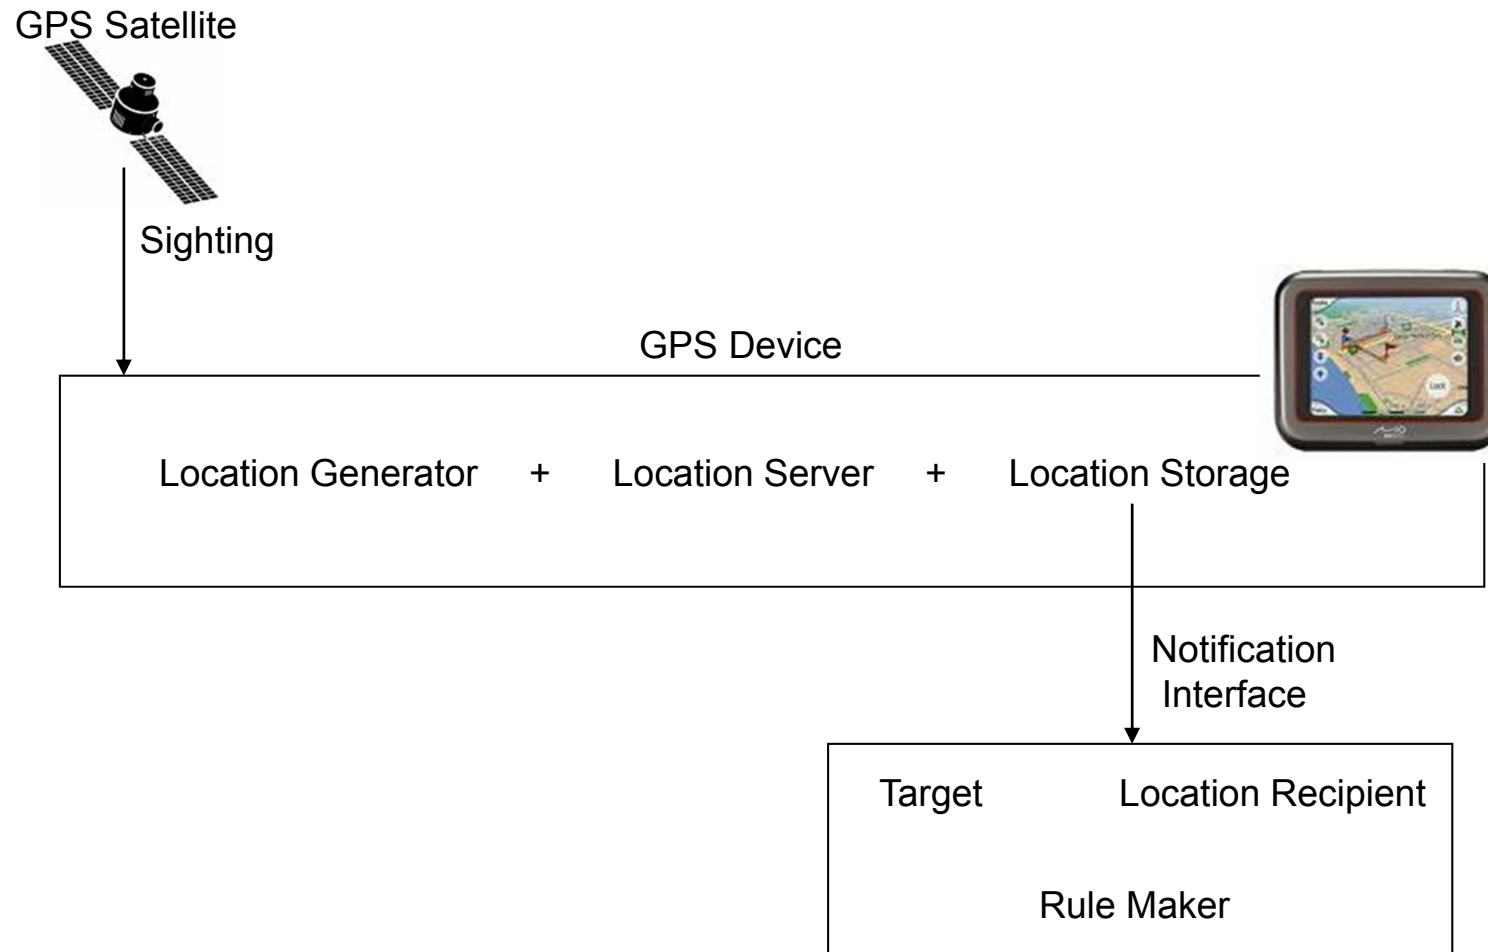 GPS Satellite
Sighting
GPS Device
Location Generator + Location Server + Location Storage
Notification
Interface
Target Location Recipient
Rule Maker